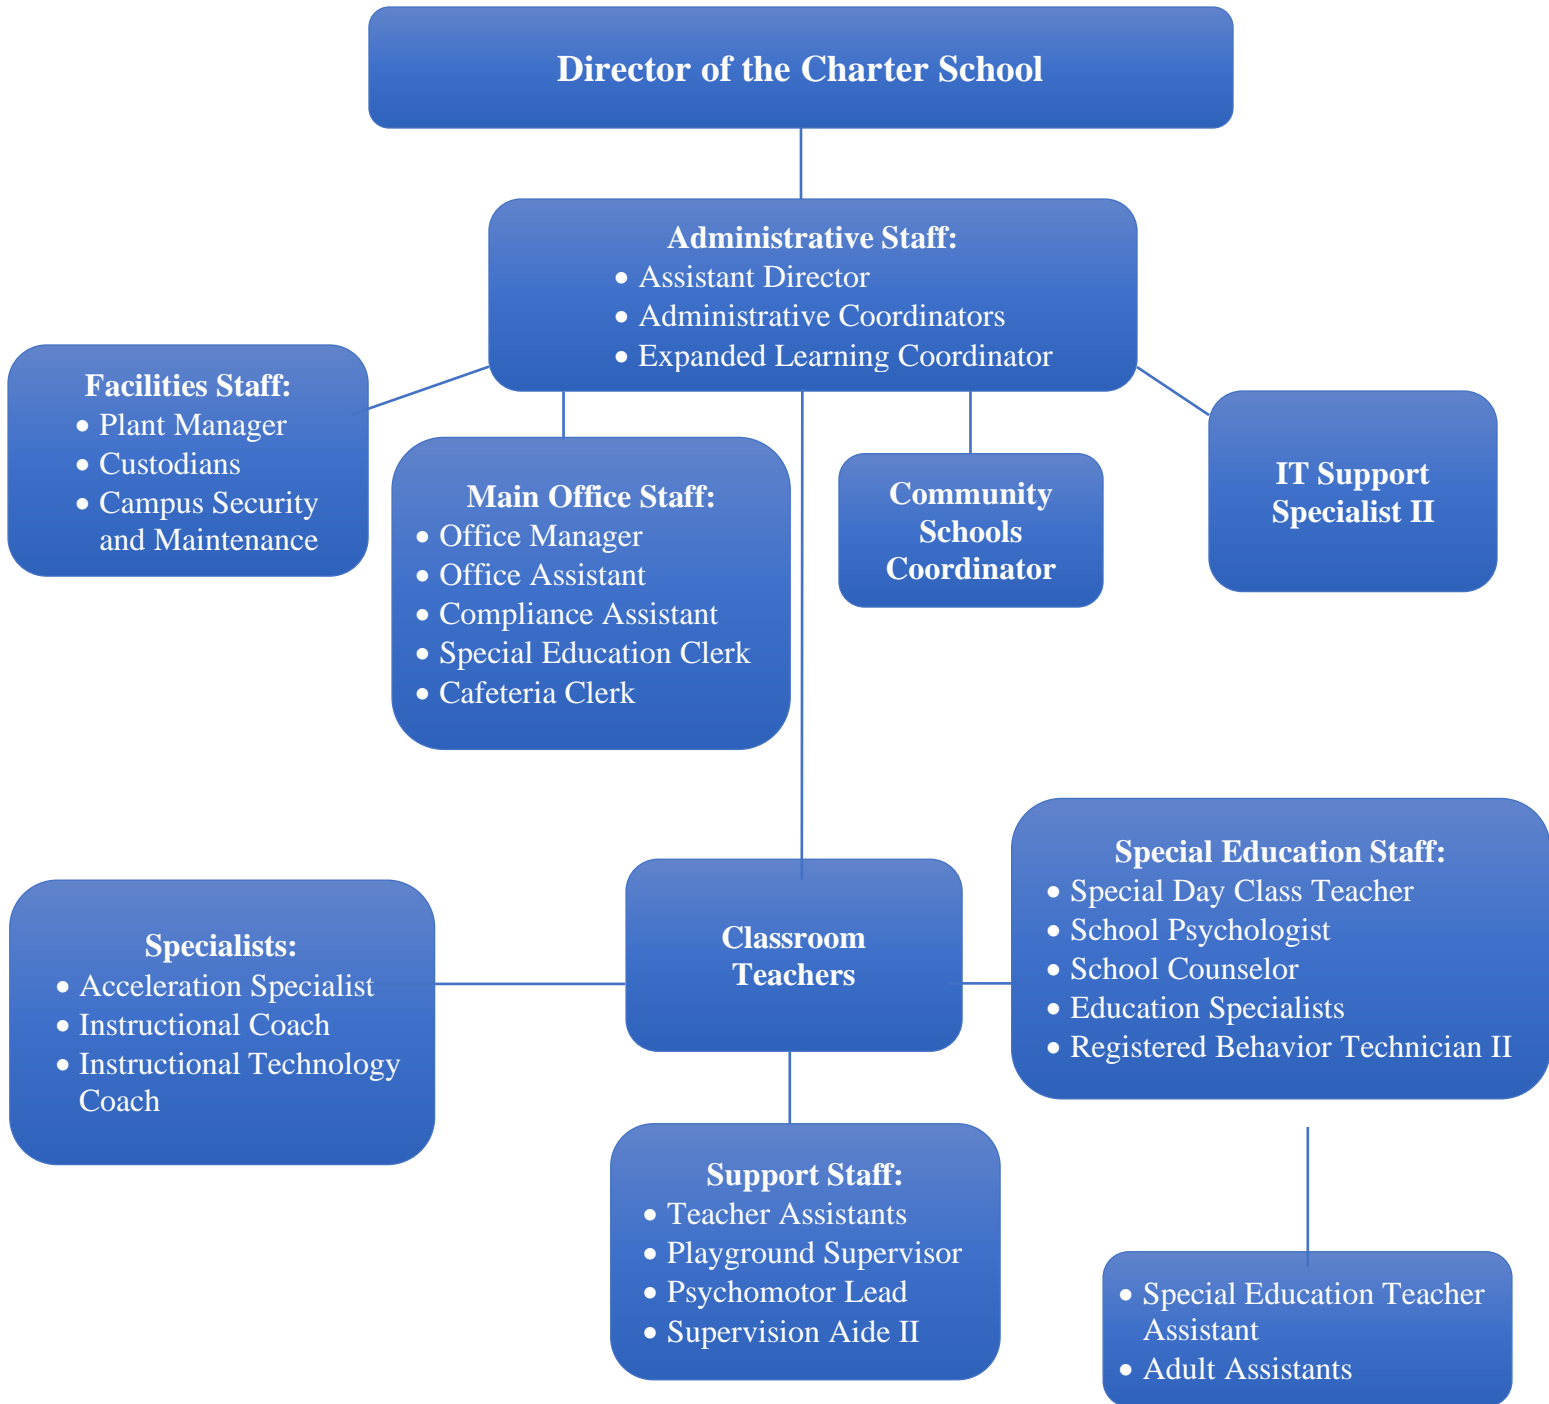 Director of the Charter School
Administrative Staff:
• Assistant Director
• Administrative Coordinators
• Expanded Learning Coordinator
Facilities Staff:
• Plant Manager
• Custodians
• Campus Security
and Maintenance
Main Office Staff:
• Office Manager
• Office Assistant
• Compliance Assistant
• Special Education Clerk
• Cafeteria Clerk
Community
Schools
Coordinator
IT Support
Specialist II
Specialists:
• Acceleration Specialist
• Instructional Coach
• Instructional Technology
Coach
Classroom
Teachers
Special Education Staff:
• Special Day Class Teacher
• School Psychologist
• School Counselor
• Education Specialists
• Registered Behavior Technician II
Support Staff:
• Teacher Assistants
• Playground Supervisor
• Psychomotor Lead
• Supervision Aide II
• Special Education Teacher
Assistant
• Adult Assistants